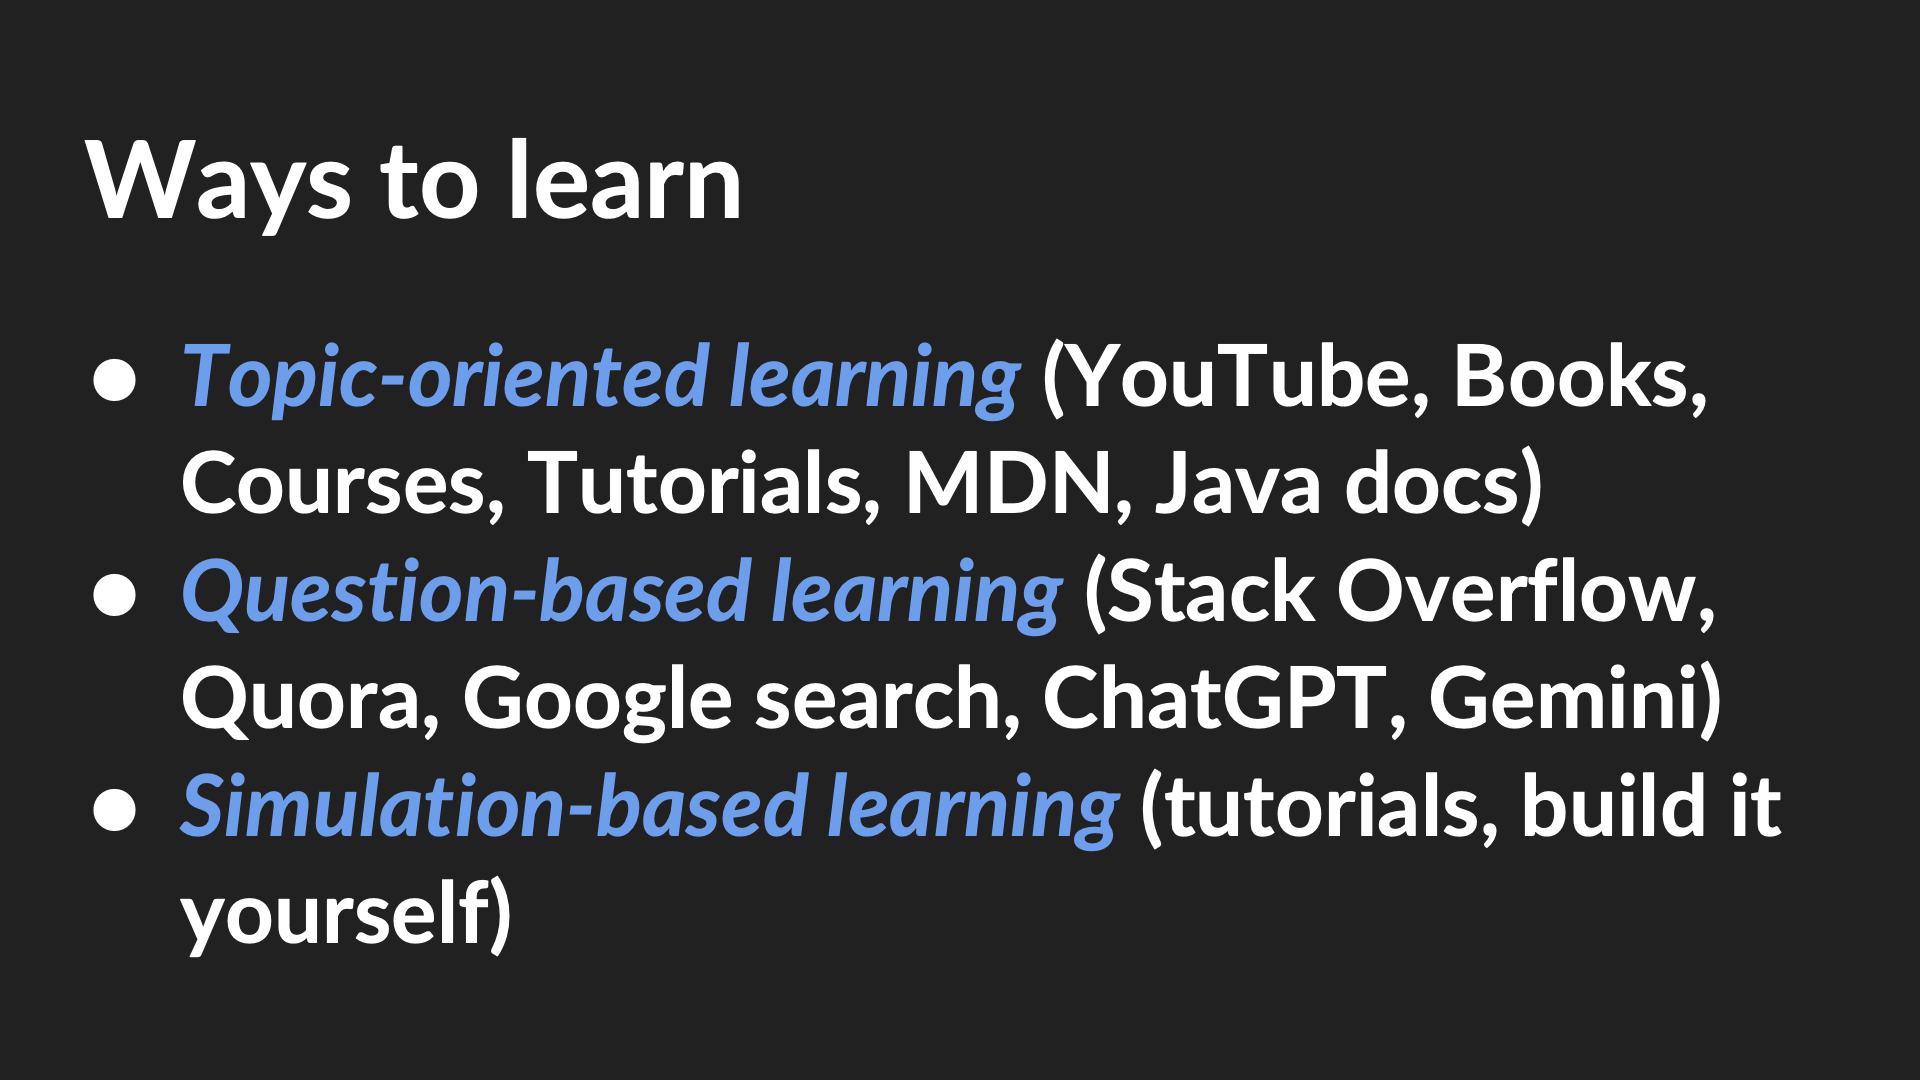 Ways to learn
● Topic-oriented learning (YouTube, Books,
Courses, Tutorials, MDN, Java docs)
● Question-based learning (Stack Overflow,
Quora, Google search, ChatGPT, Gemini)
● Simulation-based learning (tutorials, build it
yourself)